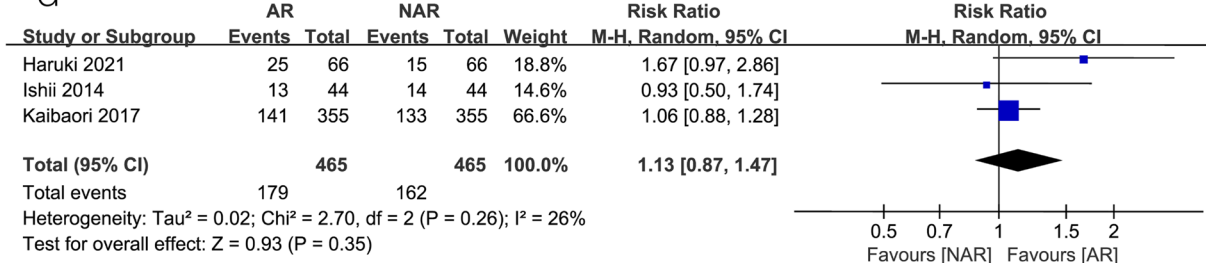 AR NAR Risk Ratio Risk Ratio
Study or Subgroup Events Total Events Total Weight M-H, Random, 95% CI M-H, Random, 95% CI
Haruki 2021 25 66 15 66 18.8% 1.67 [0.97, 2.86]
Ishii 2014 13 44 14 44 14.6% 0.93 [0.50, 1.74]
Kaibaori 2017 141 355 133 355 66.6% 1.06 [0.88, 1.28]
Total (95% CI) 465 465 100.0% 1.13 [0.87, 1.47]
Total events 179 162
Heterogeneity: Tau² = 0.02; Chi² = 2.70, df = 2 (P = 0.26); I² = 26%
Test for overall effect: Z = 0.93 (P = 0.35)
0.5 0.7 1 1.5 2
Favours [NAR] Favours [AR]